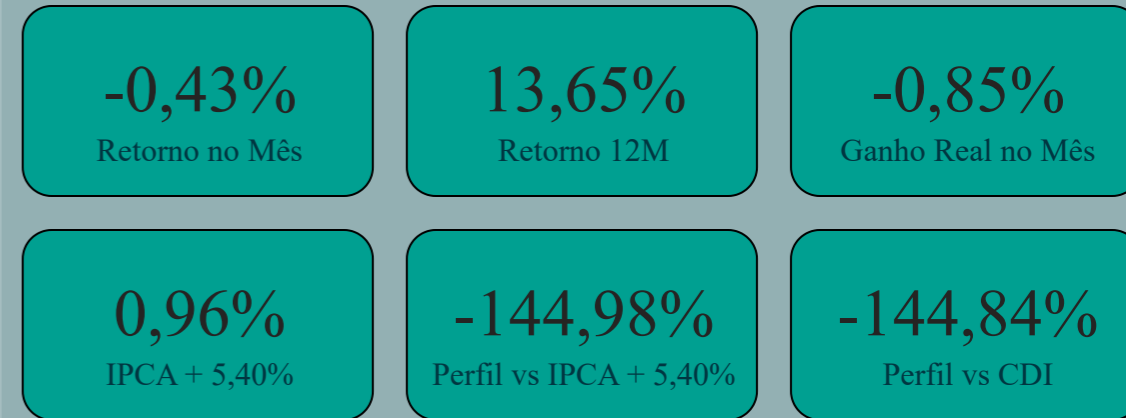 -0,43%
Retorno no Mês
13,65%
Retorno 12M
-0,85%
Ganho Real no Mês
0,96%
IPCA + 5,40%
-144,98%
Perfil vs IPCA + 5,40%
-144,84%
Perfil vs CDI